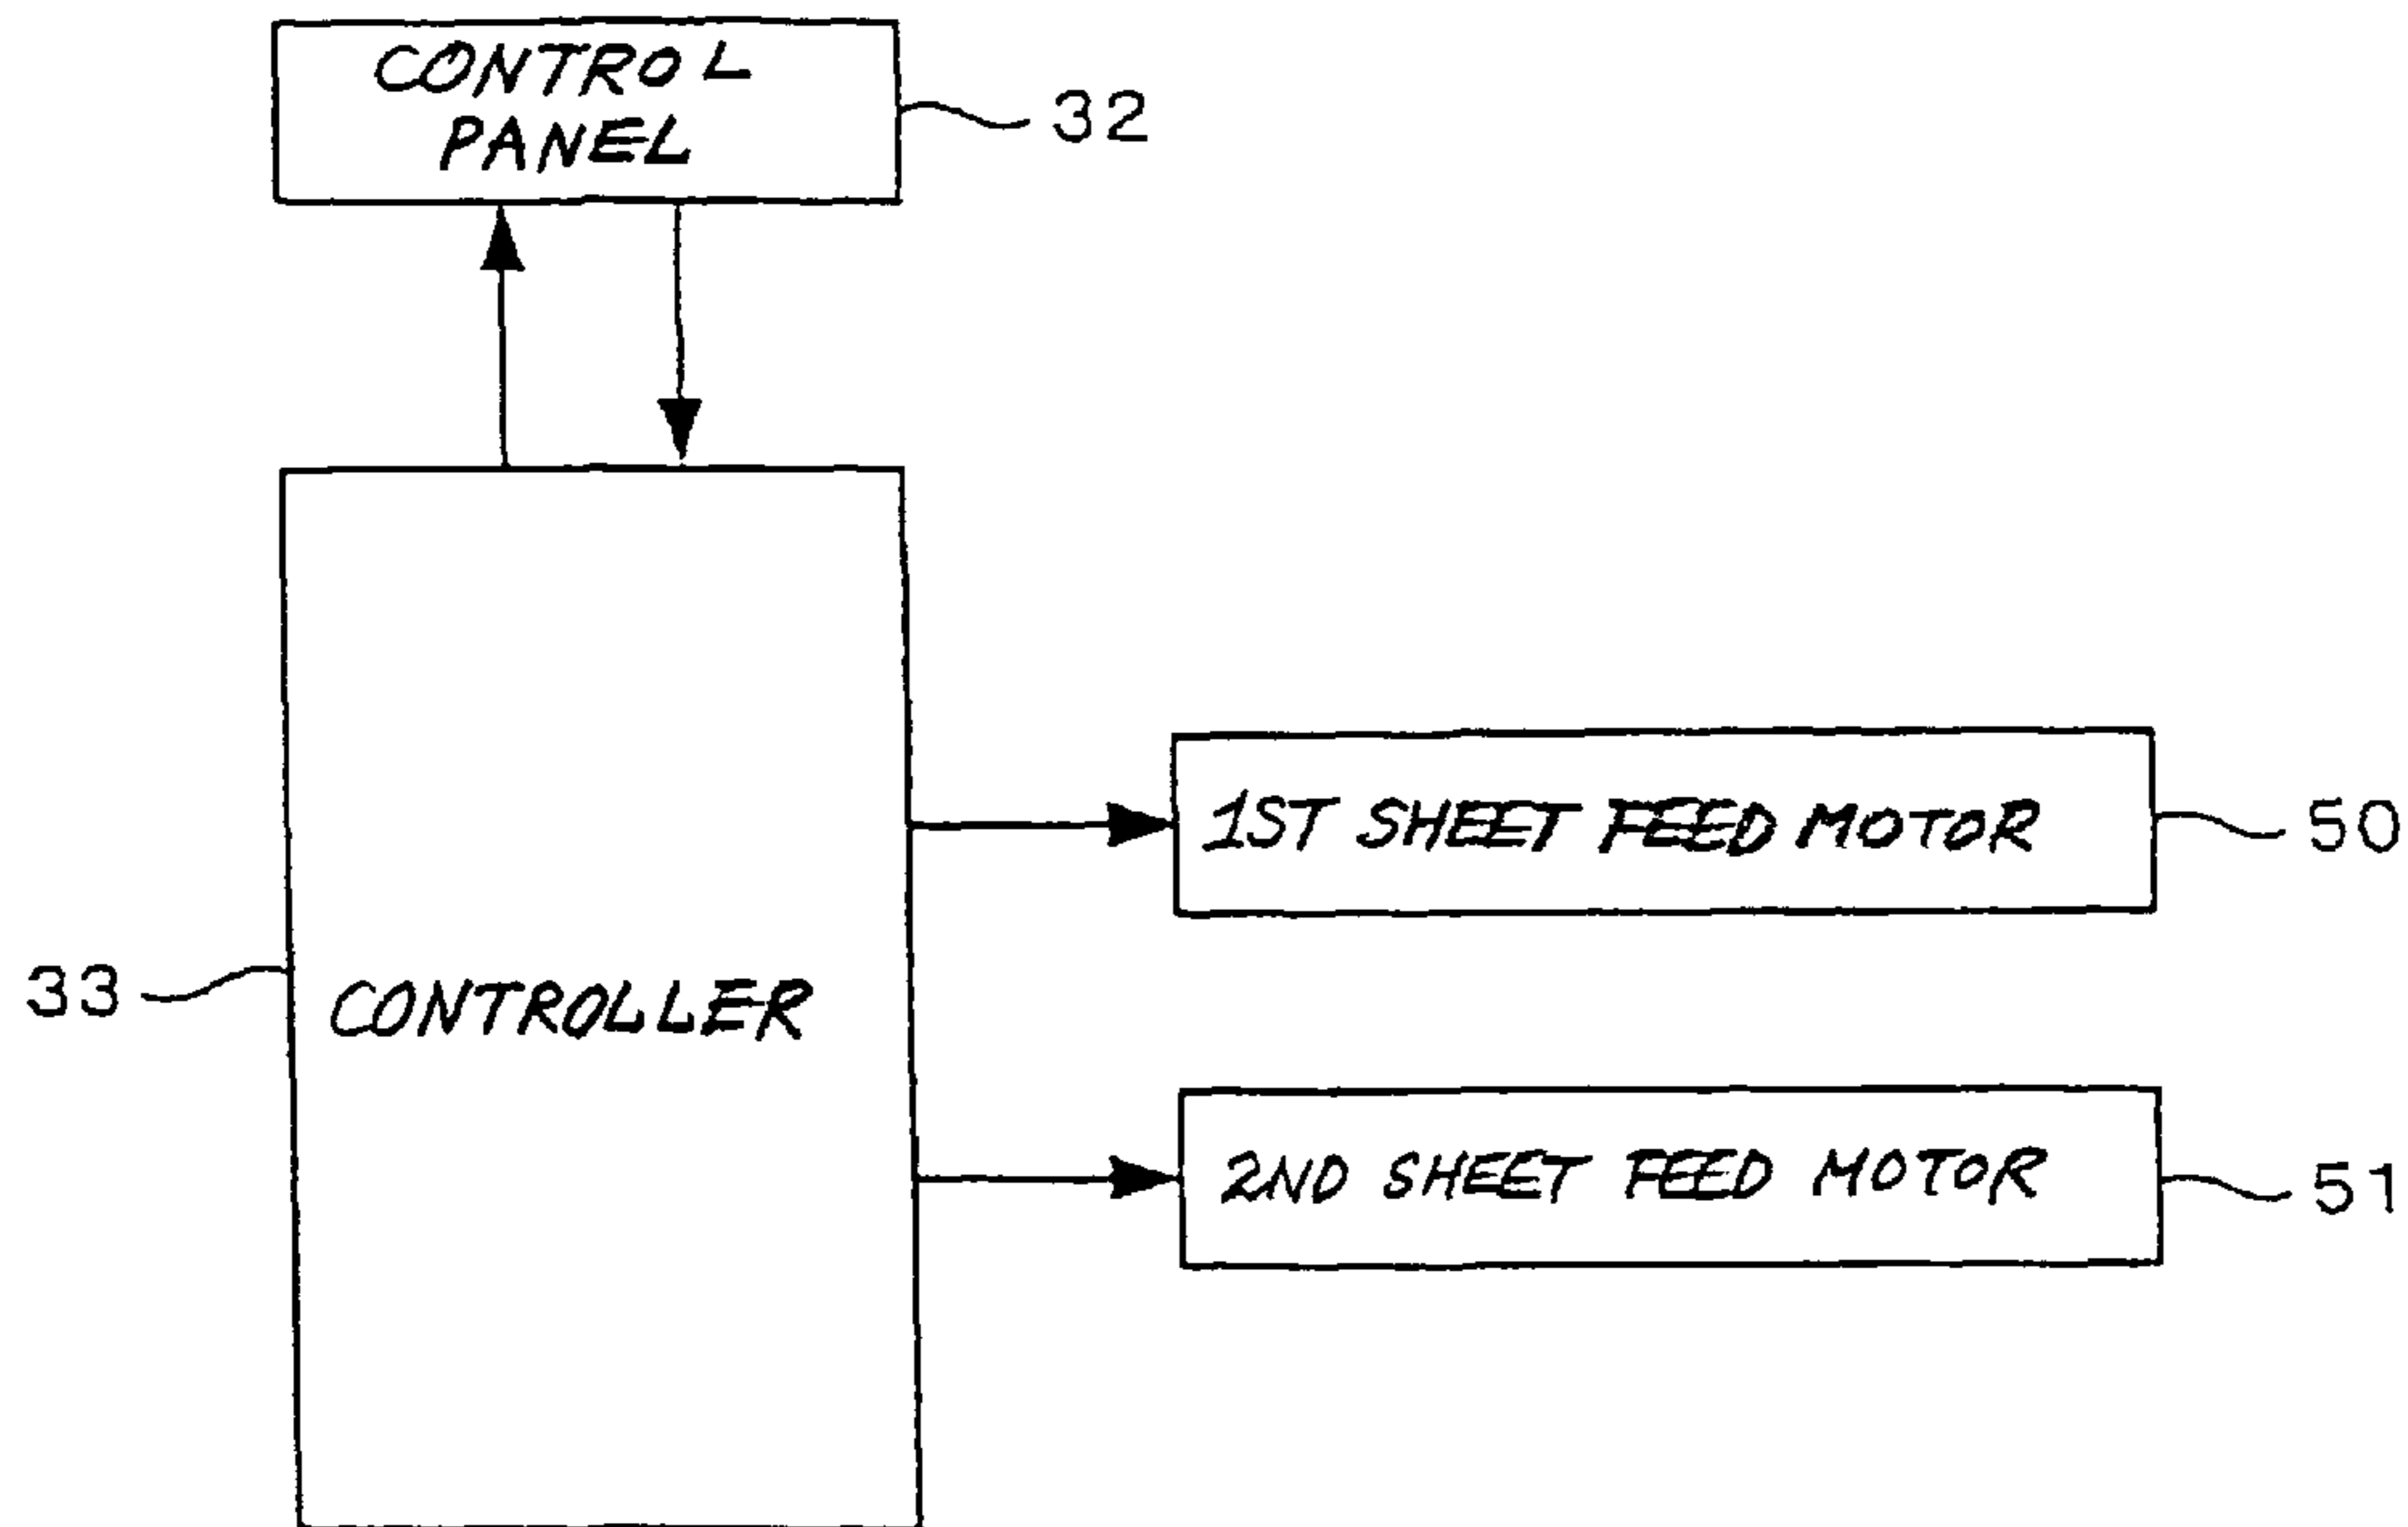 CONTROL
PANEL
32
1ST SHEET FEED MOTOR
50
33
CONTROLLER
2ND SHEET FEED MOTOR
51